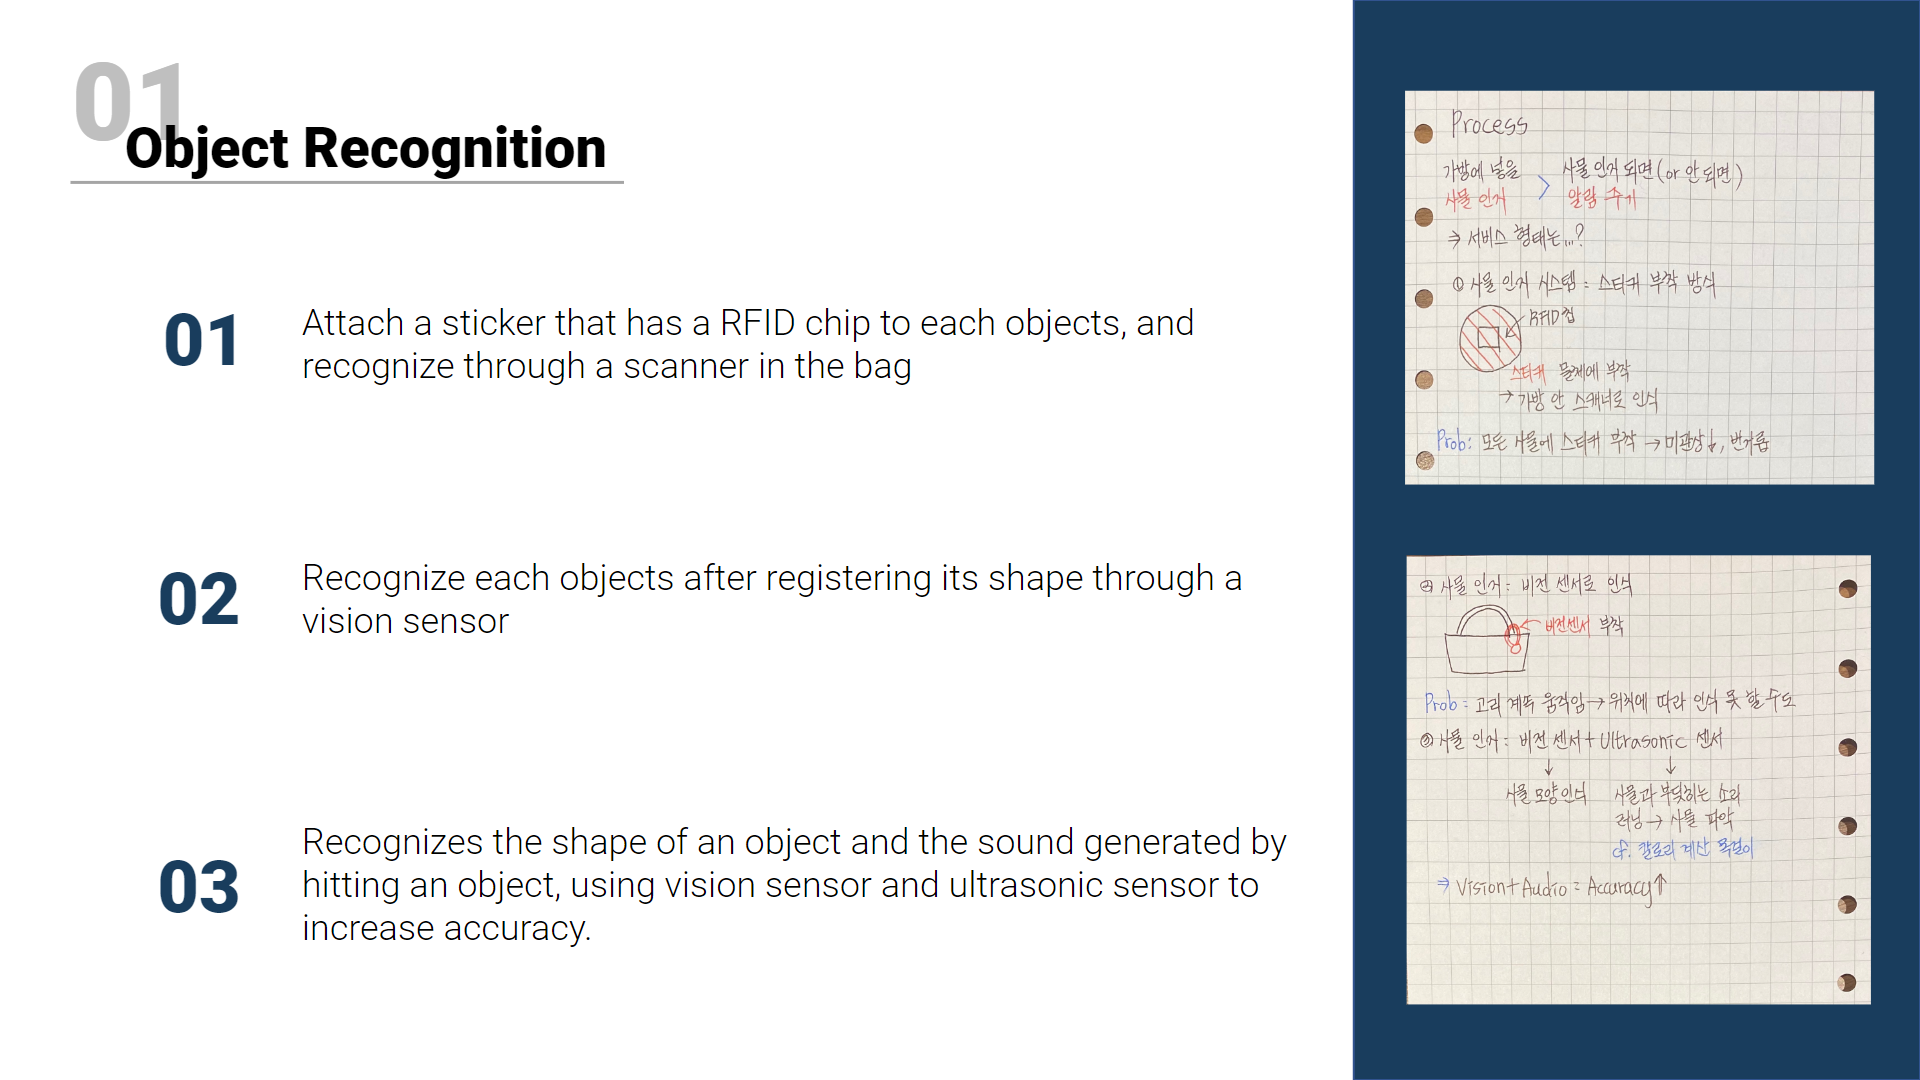 01
Object Recognition
01
Attach a sticker that has a RFID chip to each objects, and
recognize through a scanner in the bag
02
Recognize each objects after registering its shape through a
vision sensor
03
Recognizes the shape of an object and the sound generated by
hitting an object, using vision sensor and ultrasonic sensor to
increase accuracy.
Process
가방에 넣을 사물 인지 되면 (or 안 되면)
사물 인지 > 알람 주기
⇒ 서비스 형태는...?
① 사물 인지 시스템 : 스티커 부착 방식
RFID 칩
스티커 물체에 부착
→ 가방 안 스캐너로 인식
Prob: 모든 사물에 스티커 부착 → 미관상 , 번거롭
② 사물 인지 : 비전 센서로 인식
← 비전센서 부착
Prob : 고리 계속 움직임 → 위치에 따라 인식 못 할 수도
③ 사물 인지 : 비전 센서 + Ultrasonic 센서
↓ ↓
사물 모양 인식 사물과 부딪히는 소리
러닝 → 사물 파악
cf. 칼로리 계산 목걸이
⇒ Vision + Audio = Accuracy↑